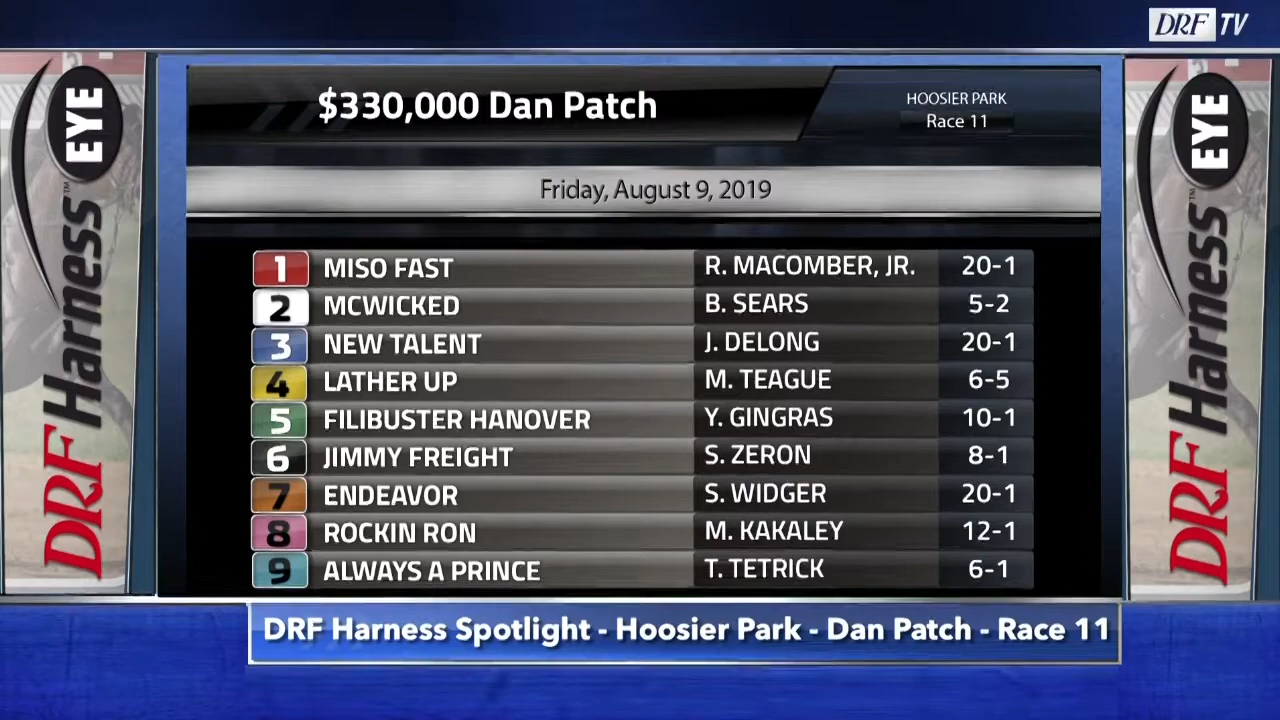 DRF TV
$330,000 Dan Patch
HOOSIER PARK
Race 11
Friday, August 9, 2019
1 MISO FAST R. MACOMBER, JR. 20-1
2 MCWICKED B. SEARS 5-2
3 NEW TALENT J. DELONG 20-1
4 LATHER UP M. TEAGUE 6-5
5 FILIBUSTER HANOVER Y. GINGRAS 10-1
6 JIMMY FREIGHT S. ZERON 8-1
7 ENDEAVOR S. WIDGER 20-1
8 ROCKIN RON M. KAKALEY 12-1
9 ALWAYS A PRINCE T. TETRICK 6-1
DRF Harness™ EYE
DRF Harness™ EYE
DRF Harness Spotlight - Hoosier Park - Dan Patch - Race 11